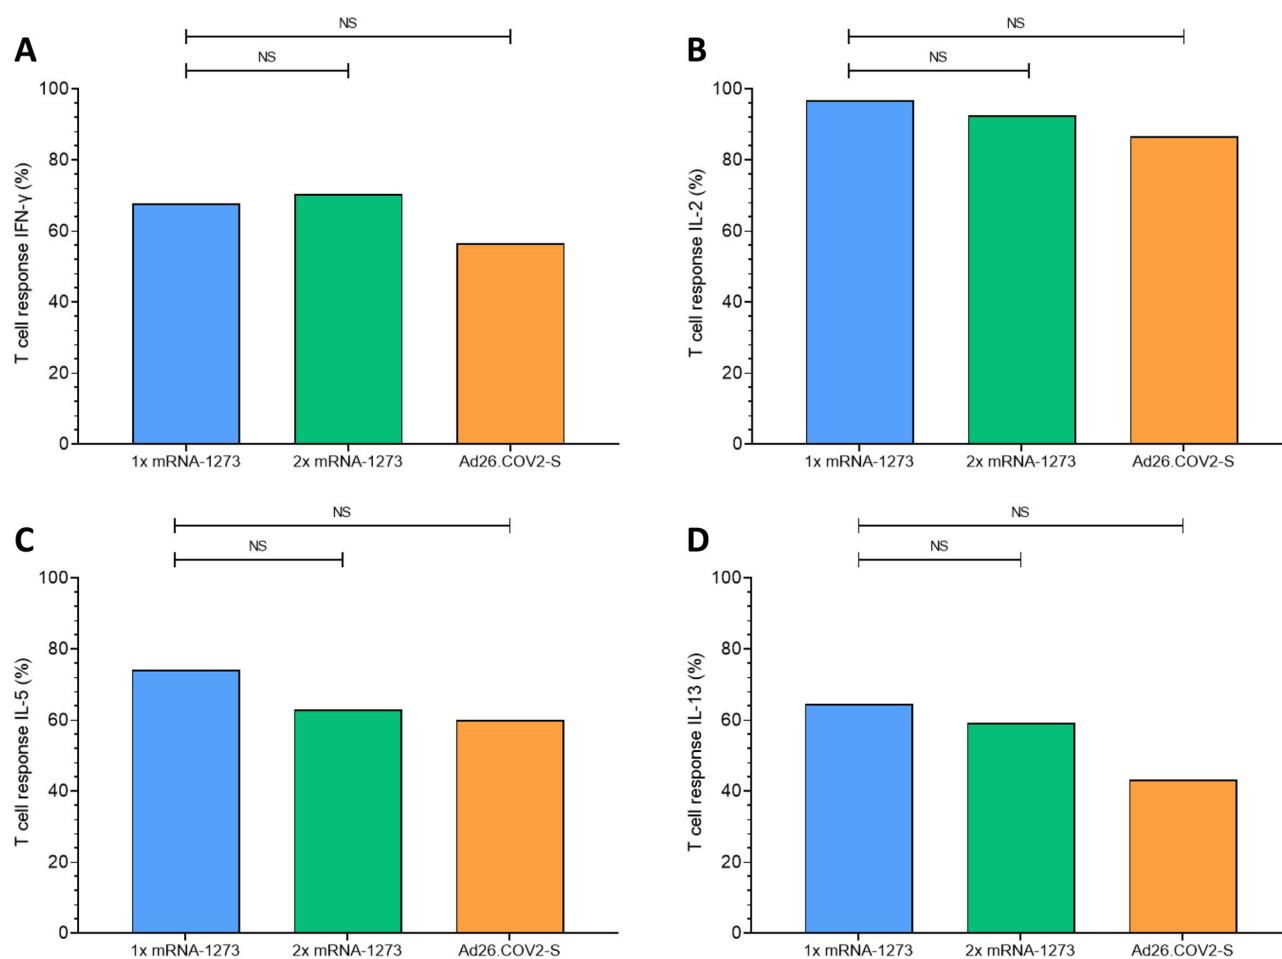 A
NS
NS
T cell response IFN-γ (%)
100
80
60
40
20
0
1x mRNA-1273 2x mRNA-1273 Ad26.COV2-S
B
NS
NS
T cell response IL-2 (%)
100
80
60
40
20
0
1x mRNA-1273 2x mRNA-1273 Ad26.COV2-S
C
NS
NS
T cell response IL-5 (%)
100
80
60
40
20
0
1x mRNA-1273 2x mRNA-1273 Ad26.COV2-S
D
NS
NS
T cell response IL-13 (%)
100
80
60
40
20
0
1x mRNA-1273 2x mRNA-1273 Ad26.COV2-S